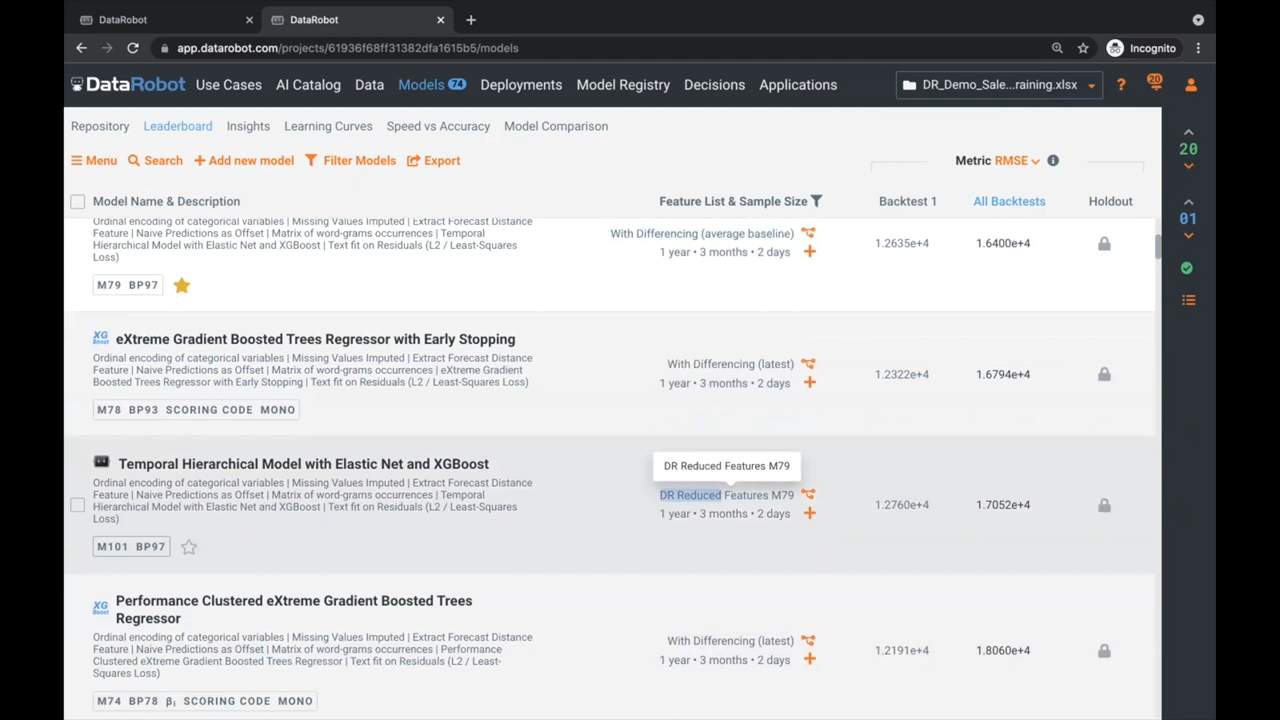 DataRobot
DataRobot
app.datarobot.com/projects/61936f68ff31382dfa1615b5/models
Incognito
DataRobot Use Cases AI Catalog Data Models 74 Deployments Model Registry Decisions Applications DR_Demo_Sale...raining.xlsx ? 20
Repository Leaderboard Insights Learning Curves Speed vs Accuracy Model Comparison
Menu Search Add new model Filter Models Export Metric RMSE
20
01
Model Name & Description Feature List & Sample Size Backtest 1 All Backtests Holdout
Ordinal encoding of categorical variables | Missing Values Imputed | Extract Forecast Distance
Feature | Naive Predictions as Offset | Matrix of word-grams occurrences | Temporal
Hierarchical Model with Elastic Net and XGBoost | Text fit on Residuals (L2 / Least-Squares
Loss)
With Differencing (average baseline)
1 year • 3 months • 2 days
1.2635e+4 1.6400e+4
M79 BP97
XG Boost eXtreme Gradient Boosted Trees Regressor with Early Stopping
Ordinal encoding of categorical variables | Missing Values Imputed | Extract Forecast Distance
Feature | Naive Predictions as Offset | Matrix of word-grams occurrences | eXtreme Gradient
Boosted Trees Regressor with Early Stopping | Text fit on Residuals (L2 / Least-Squares Loss)
With Differencing (latest)
1 year • 3 months • 2 days
1.2322e+4 1.6794e+4
M78 BP93 SCORING CODE MONO
Temporal Hierarchical Model with Elastic Net and XGBoost
DR Reduced Features M79
Ordinal encoding of categorical variables | Missing Values Imputed | Extract Forecast Distance
Feature | Naive Predictions as Offset | Matrix of word-grams occurrences | Temporal
Hierarchical Model with Elastic Net and XGBoost | Text fit on Residuals (L2 / Least-Squares
Loss)
DR Reduced Features M79
1 year • 3 months • 2 days
1.2760e+4 1.7052e+4
M101 BP97
XG Boost Performance Clustered eXtreme Gradient Boosted Trees
Regressor
Ordinal encoding of categorical variables | Missing Values Imputed | Extract Forecast Distance
Feature | Naive Predictions as Offset | Matrix of word-grams occurrences | Performance
Clustered eXtreme Gradient Boosted Trees Regressor | Text fit on Residuals (L2 / Least-
Squares Loss)
With Differencing (latest)
1 year • 3 months • 2 days
1.2191e+4 1.8060e+4
M74 BP78 βᵢ SCORING CODE MONO